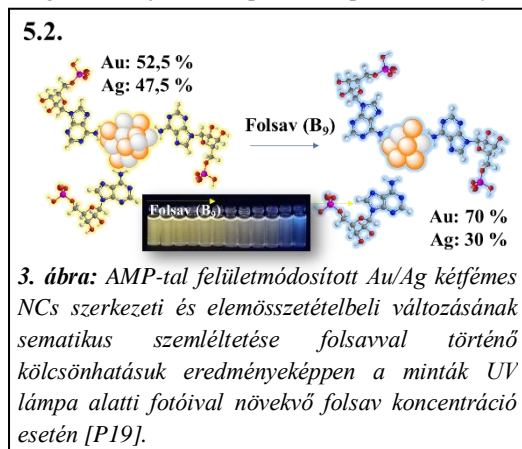 5.2.
Au: 52,5 %
Ag: 47,5 %
Folsav (B₉)
Folsav (B₉)
Au: 70 %
Ag: 30 %
3. ábra: AMP-tal felületmódosított Au/Ag kétfémes
NCs szerkezeti és elemösszetételbeli változásának
sematikus szemléltetése folsavval történő
kölcsönhatásuk eredményeképpen a minták UV
lámpa alatti fotóival növekvő folsav koncentráció
esetén [P19].